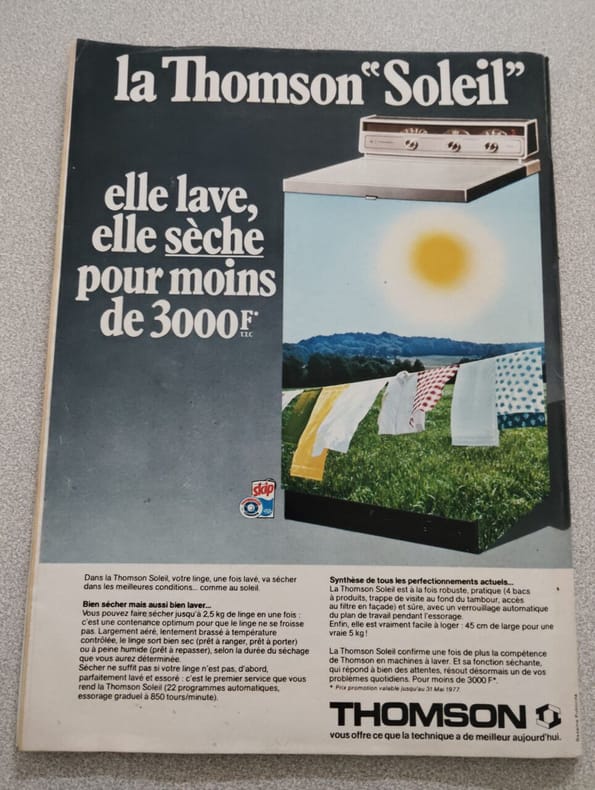 la Thomson “Soleil”
elle lave,
elle sèche
pour moins
de 3000 F*
T.T.C
skip
Dans la Thomson Soleil, votre linge, une fois lavé, va sécher
dans les meilleures conditions... comme au soleil.
Bien sécher mais aussi bien laver...
Vous pouvez faire sécher jusqu'à 2,5 kg de linge en une fois :
c'est une contenance optimum pour que le linge ne se froisse
pas. Largement aéré, lentement brassé à température
contrôlée, le linge sort bien sec (prêt à ranger, prêt à porter)
ou à peine humide (prêt à repasser), selon la durée du séchage
que vous aurez déterminée.
Sécher ne suffit pas si votre linge n'est pas, d'abord,
parfaitement lavé et essoré : c'est le premier service que vous
rend la Thomson Soleil (22 programmes automatiques,
essorage graduel à 850 tours/minute).
Synthèse de tous les perfectionnements actuels...
La Thomson Soleil est à la fois robuste, pratique (4 bacs
à produits, trappe de visite au fond du tambour, accès
au filtre en façade) et sûre, avec un verrouillage automatique
du plan de travail pendant l'essorage.
Enfin, elle est vraiment facile à loger : 45 cm de large pour une
vraie 5 kg !
La Thomson Soleil confirme une fois de plus la compétence
de Thomson en machines à laver. Et sa fonction séchante,
qui répond à bien des attentes, résout désormais un de vos
problèmes quotidiens. Pour moins de 3000 F*.
* Prix promotion valable jusqu'au 31 Mai 1977.
THOMSON
vous offre ce que la technique a de meilleur aujourd'hui.